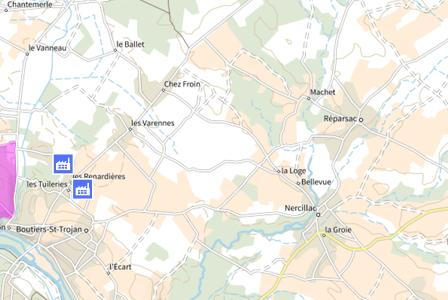 Chantemerle
le Ballet
le Vanneau
Chez Froin
Machet
Réparsac
les Varennes
la Loge
les Renardières
les Tuileries
Bellevue
Nercillac
Boutiers-St-Trojan
la Groie
l'Écart